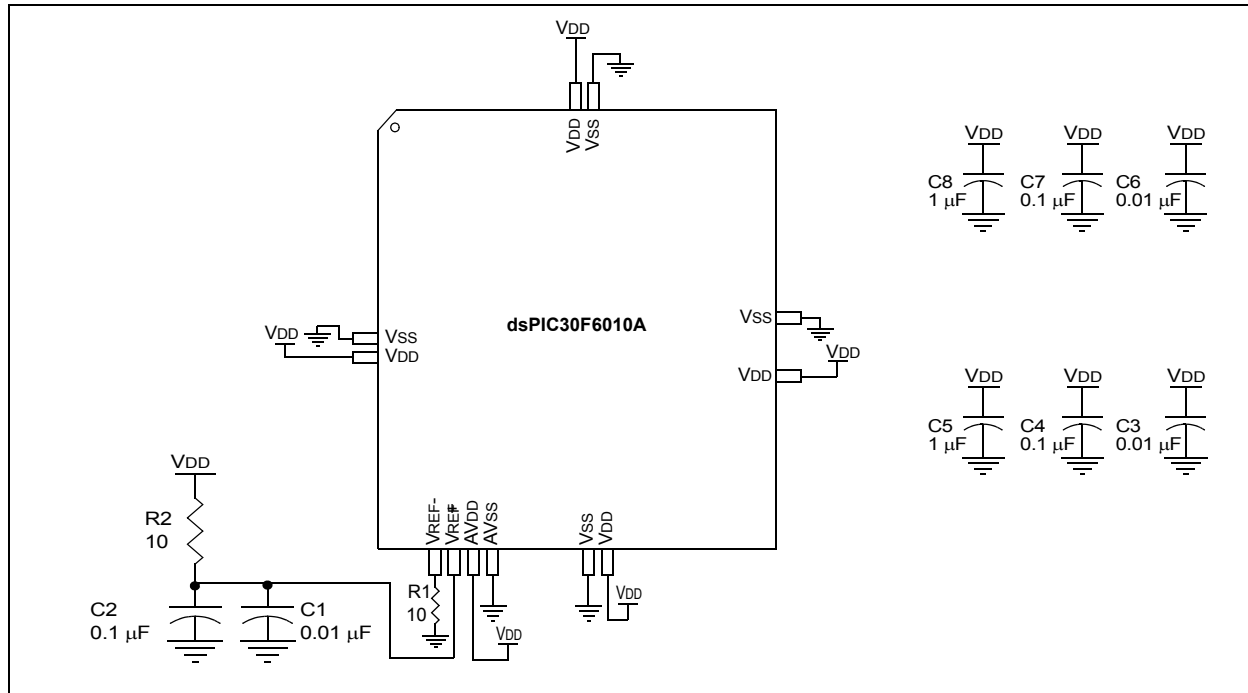 VDD
VDD
VSS
VDD
VDD
VDD
C8
1 µF
C7
0.1 µF
C6
0.01 µF
dsPIC30F6010A
VDD
VSS
VDD
VSS
VDD
VDD
VDD
VDD
VDD
C5
1 µF
C4
0.1 µF
C3
0.01 µF
VDD
R2
10
VREF-
VREF+
AVDD
AVSS
VSS
VDD
C2
0.1 µF
C1
0.01 µF
R1
10
VDD
VDD